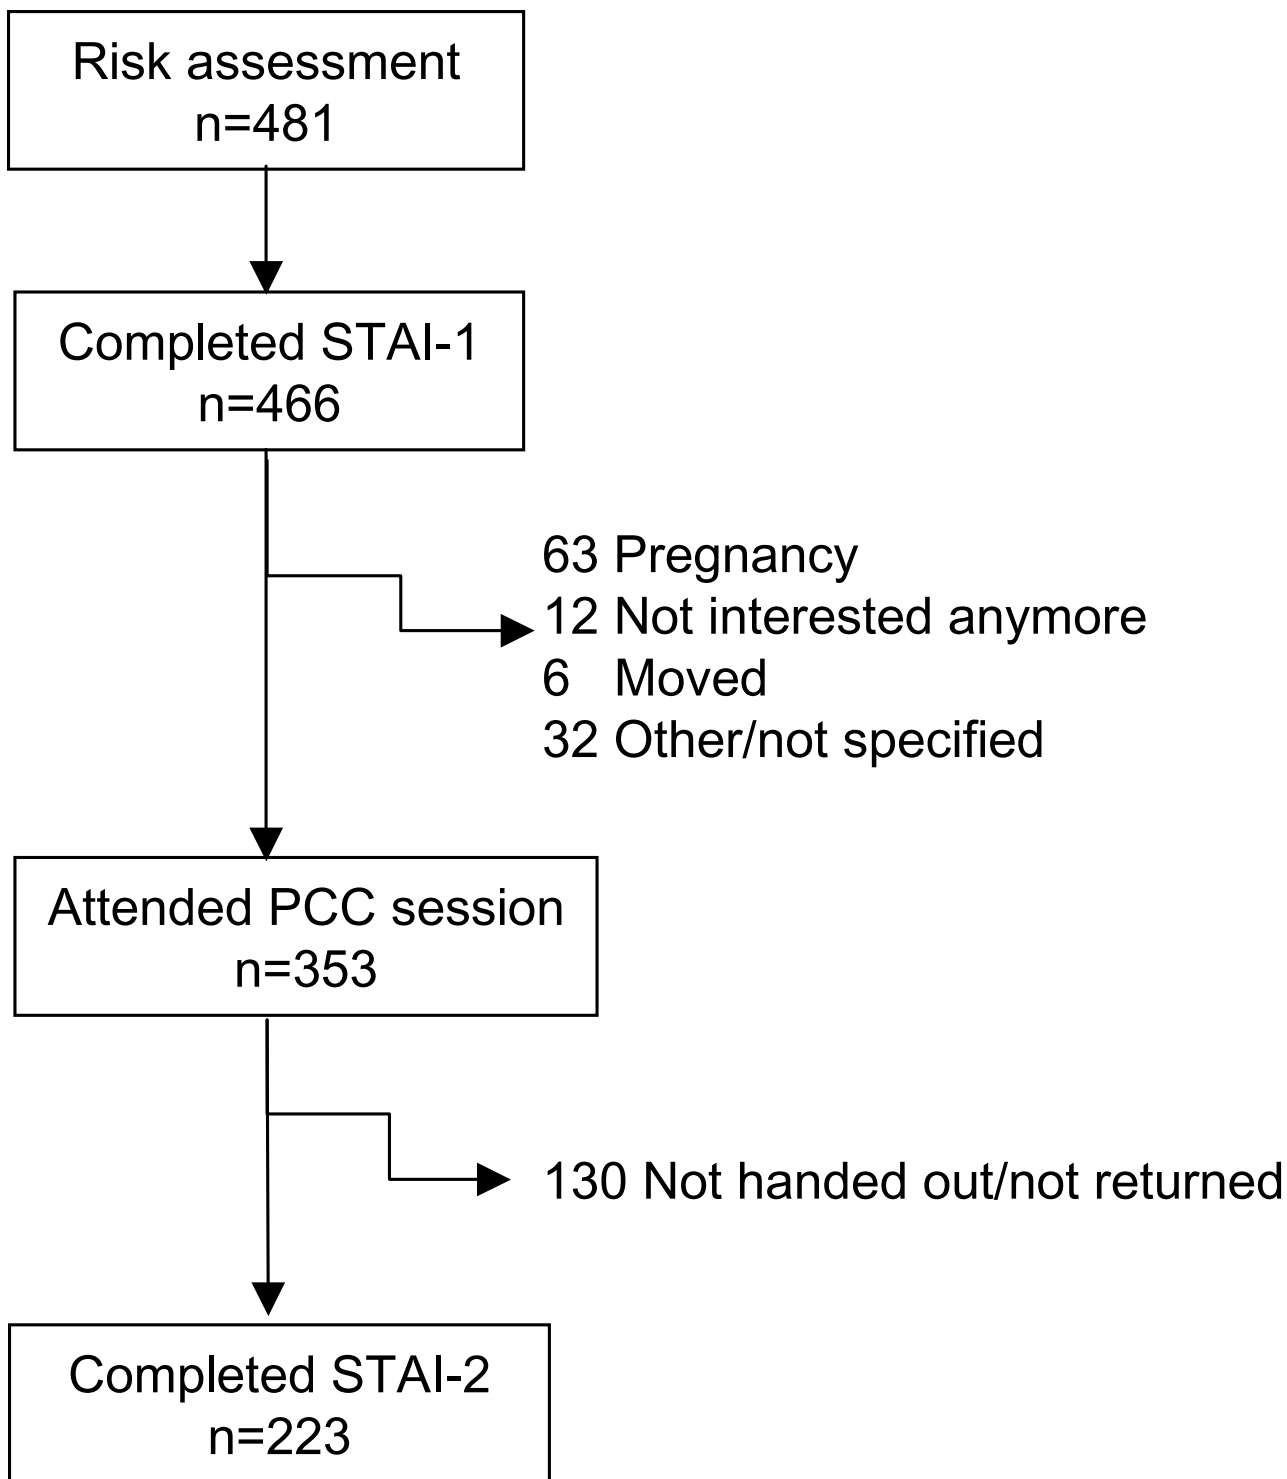 Risk assessment
n=481
Completed STAI-1
n=466
63 Pregnancy
12 Not interested anymore
6 Moved
32 Other/not specified
Attended PCC session
n=353
130 Not handed out/not returned
Completed STAI-2
n=223